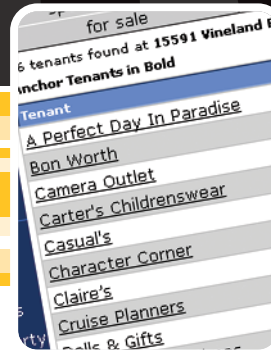 for sale
6 tenants found at 15591 Vineland
Anchor Tenants in Bold
Tenant
A Perfect Day In Paradise
Bon Worth
Camera Outlet
Carter's Childrenswear
Casual's
Character Corner
Claire's
Cruise Planners
Dolls & Gifts